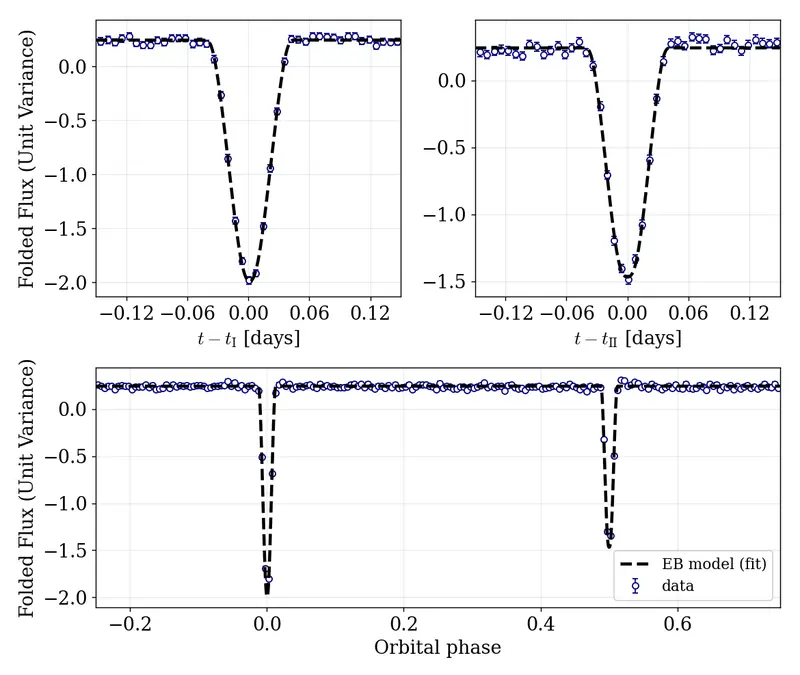 Folded Flux (Unit Variance)
0.0
−0.5
−1.0
−1.5
−2.0
−0.12 −0.06 0.00 0.06 0.12
t − tI [days]
0.0
−0.5
−1.0
−1.5
−0.12 −0.06 0.00 0.06 0.12
t − tII [days]
Folded Flux (Unit Variance)
0.0
−0.5
−1.0
−1.5
−2.0
EB model (fit)
data
−0.2 0.0 0.2 0.4 0.6
Orbital phase